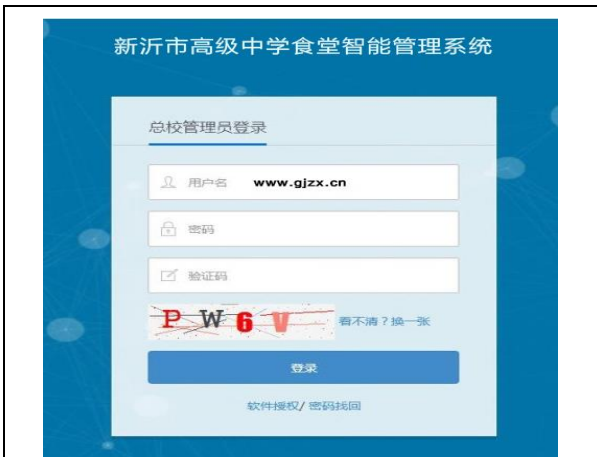 新沂市高级中学食堂智能管理系统
总校管理员登录
用户名 www.gjzx.cn
密码
验证码
PW6V 看不清?换一张
登录
软件授权/ 密码找回